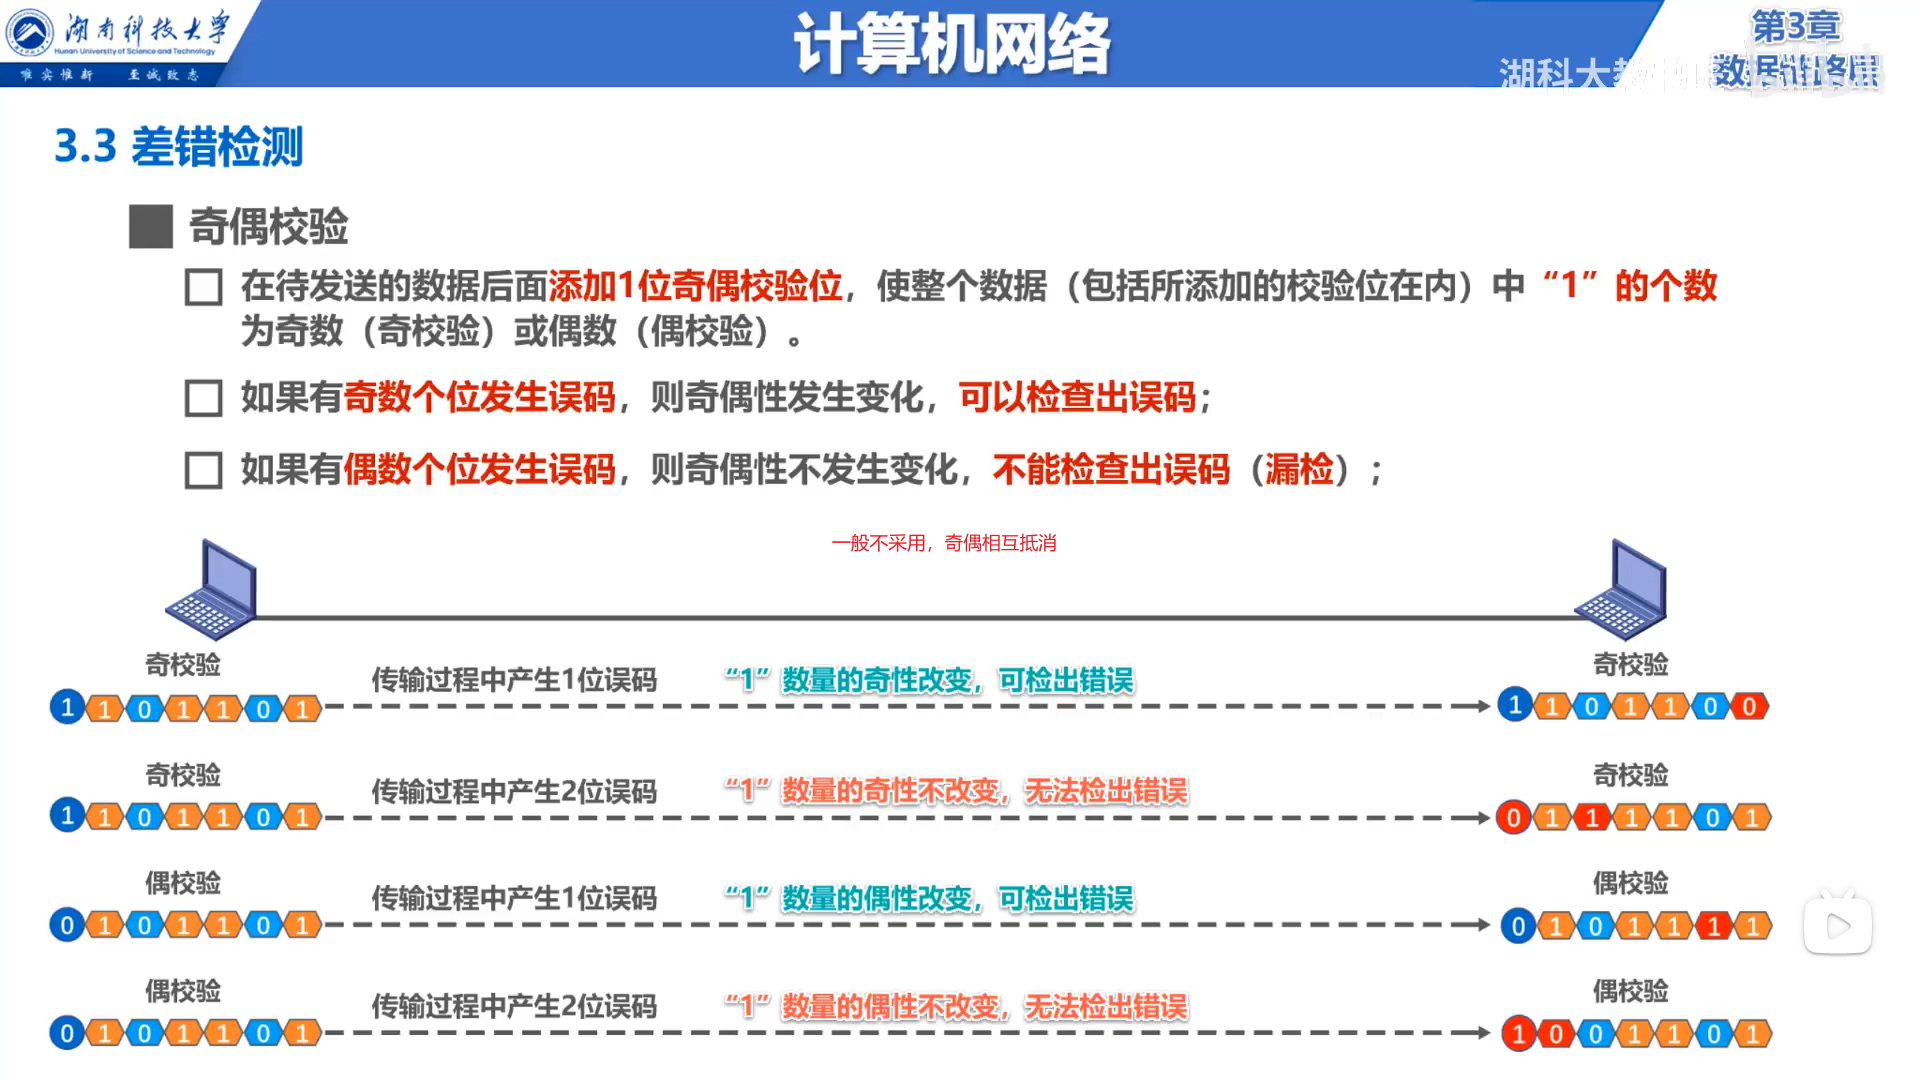 湖南科技大学
Hunan University of Science and Technology
唯实惟新 至诚致志
计算机网络
第3章
数据链路层
湖科大教
3.3 差错检测
奇偶校验
在待发送的数据后面添加1位奇偶校验位，使整个数据（包括所添加的校验位在内）中“1”的个数
为奇数（奇校验）或偶数（偶校验）。
如果有奇数个位发生误码，则奇偶性发生变化，可以检查出误码；
如果有偶数个位发生误码，则奇偶性不发生变化，不能检查出误码（漏检）；
一般不采用，奇偶相互抵消
奇校验
传输过程中产生1位误码 “1”数量的奇性改变，可检出错误
奇校验
1 1 0 1 1 0 1
1 1 0 1 1 0 0
奇校验
传输过程中产生2位误码 “1”数量的奇性不改变，无法检出错误
奇校验
1 1 0 1 1 0 1
0 1 1 1 1 0 1
偶校验
传输过程中产生1位误码 “1”数量的偶性改变，可检出错误
偶校验
0 1 0 1 1 0 1
0 1 0 1 1 1 1
偶校验
传输过程中产生2位误码 “1”数量的偶性不改变，无法检出错误
偶校验
0 1 0 1 1 0 1
1 0 0 1 1 0 1